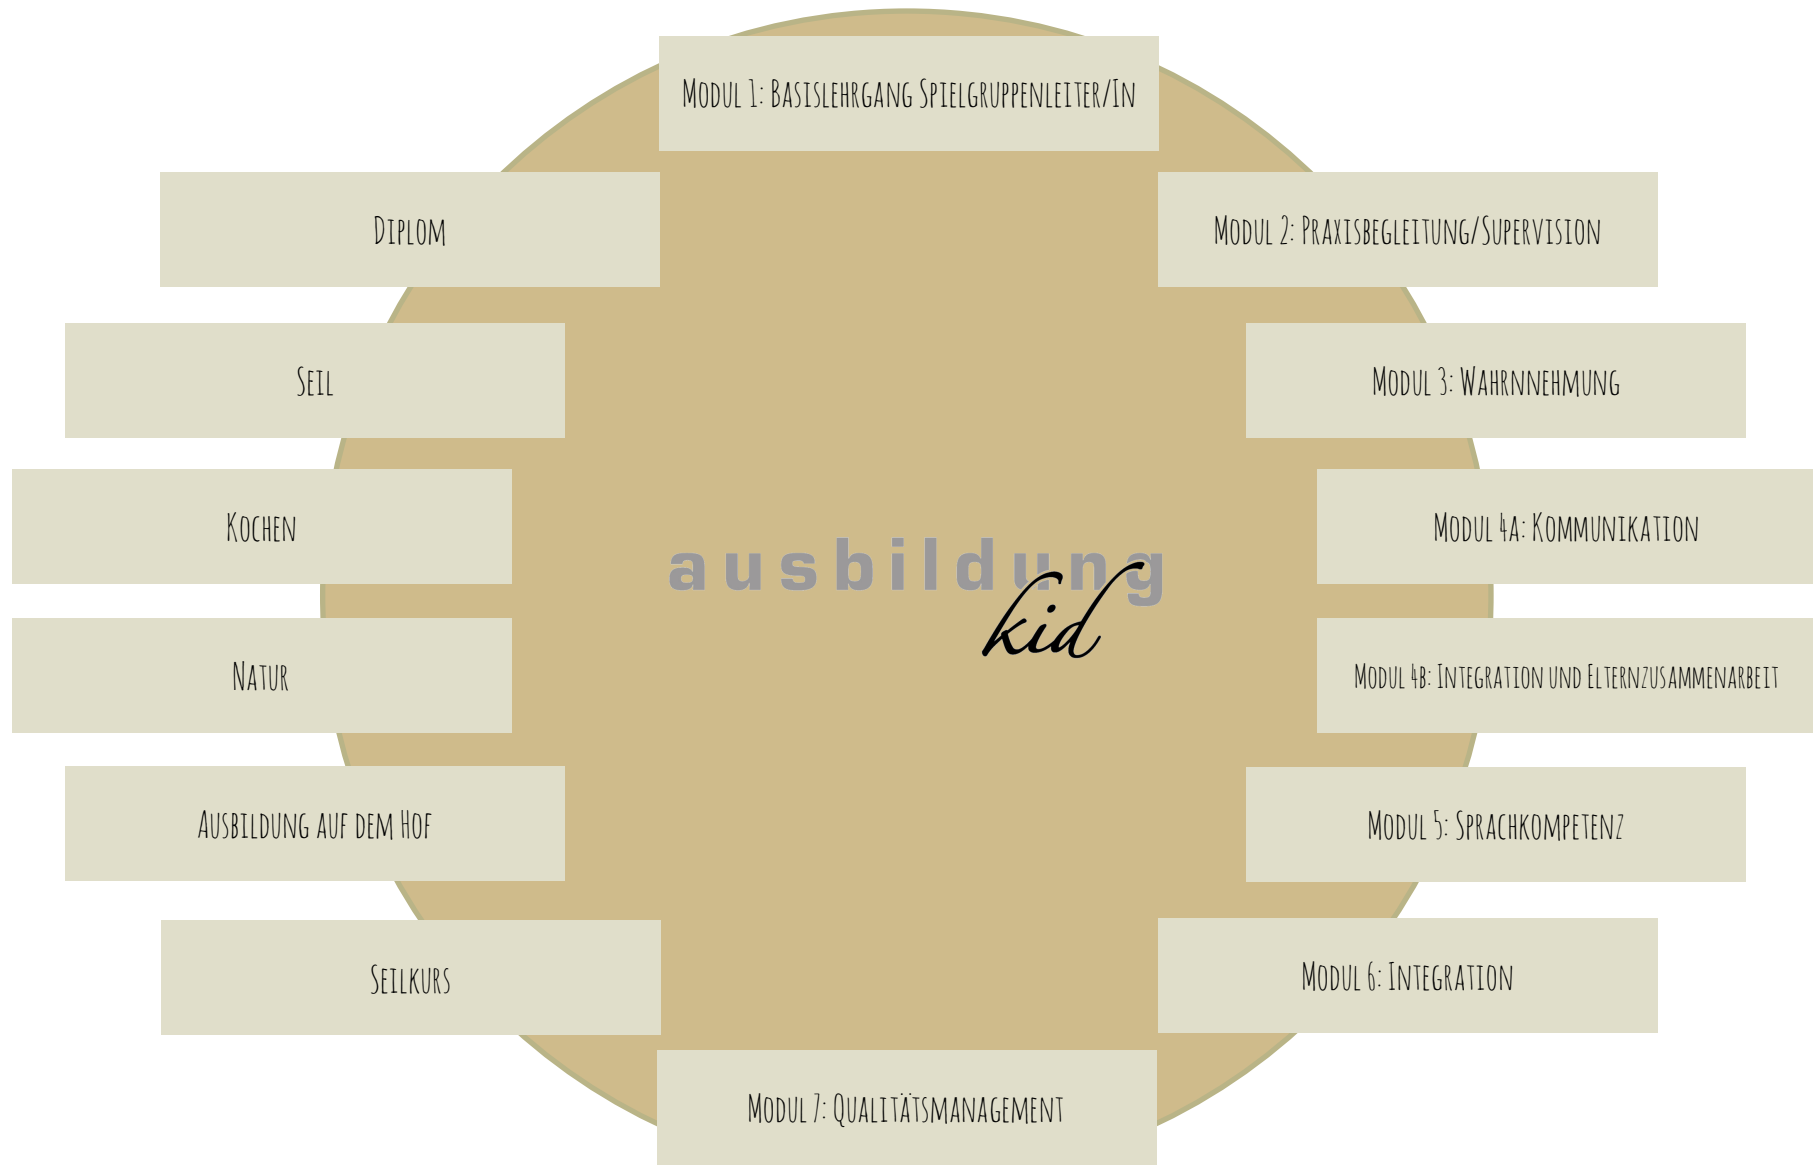 Modul 1: Basislehrgang Spielgruppenleiter/In
Diplom
Modul 2: Praxisbegleitung/Supervision
Seil
Modul 3: Wahrnnehmung
Kochen
Modul 4a: Kommunikation
ausbildung
kid
Natur
Modul 4b: Integration und Elternzusammenarbeit
Ausbildung auf dem Hof
Modul 5: Sprachkompetenz
Seilkurs
Modul 6: Integration
Modul 7: Qualitätsmanagement